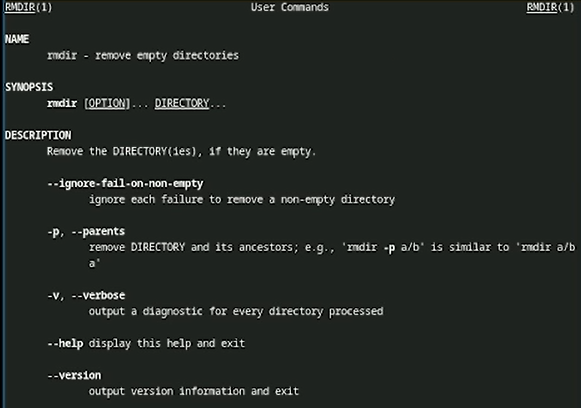 RMDIR(1) User Commands RMDIR(1)
NAME
rmdir - remove empty directories
SYNOPSIS
rmdir [OPTION]... DIRECTORY...
DESCRIPTION
Remove the DIRECTORY(ies), if they are empty.
--ignore-fail-on-non-empty
ignore each failure to remove a non-empty directory
-p, --parents
remove DIRECTORY and its ancestors; e.g., 'rmdir -p a/b' is similar to 'rmdir a/b
a'
-v, --verbose
output a diagnostic for every directory processed
--help display this help and exit
--version
output version information and exit